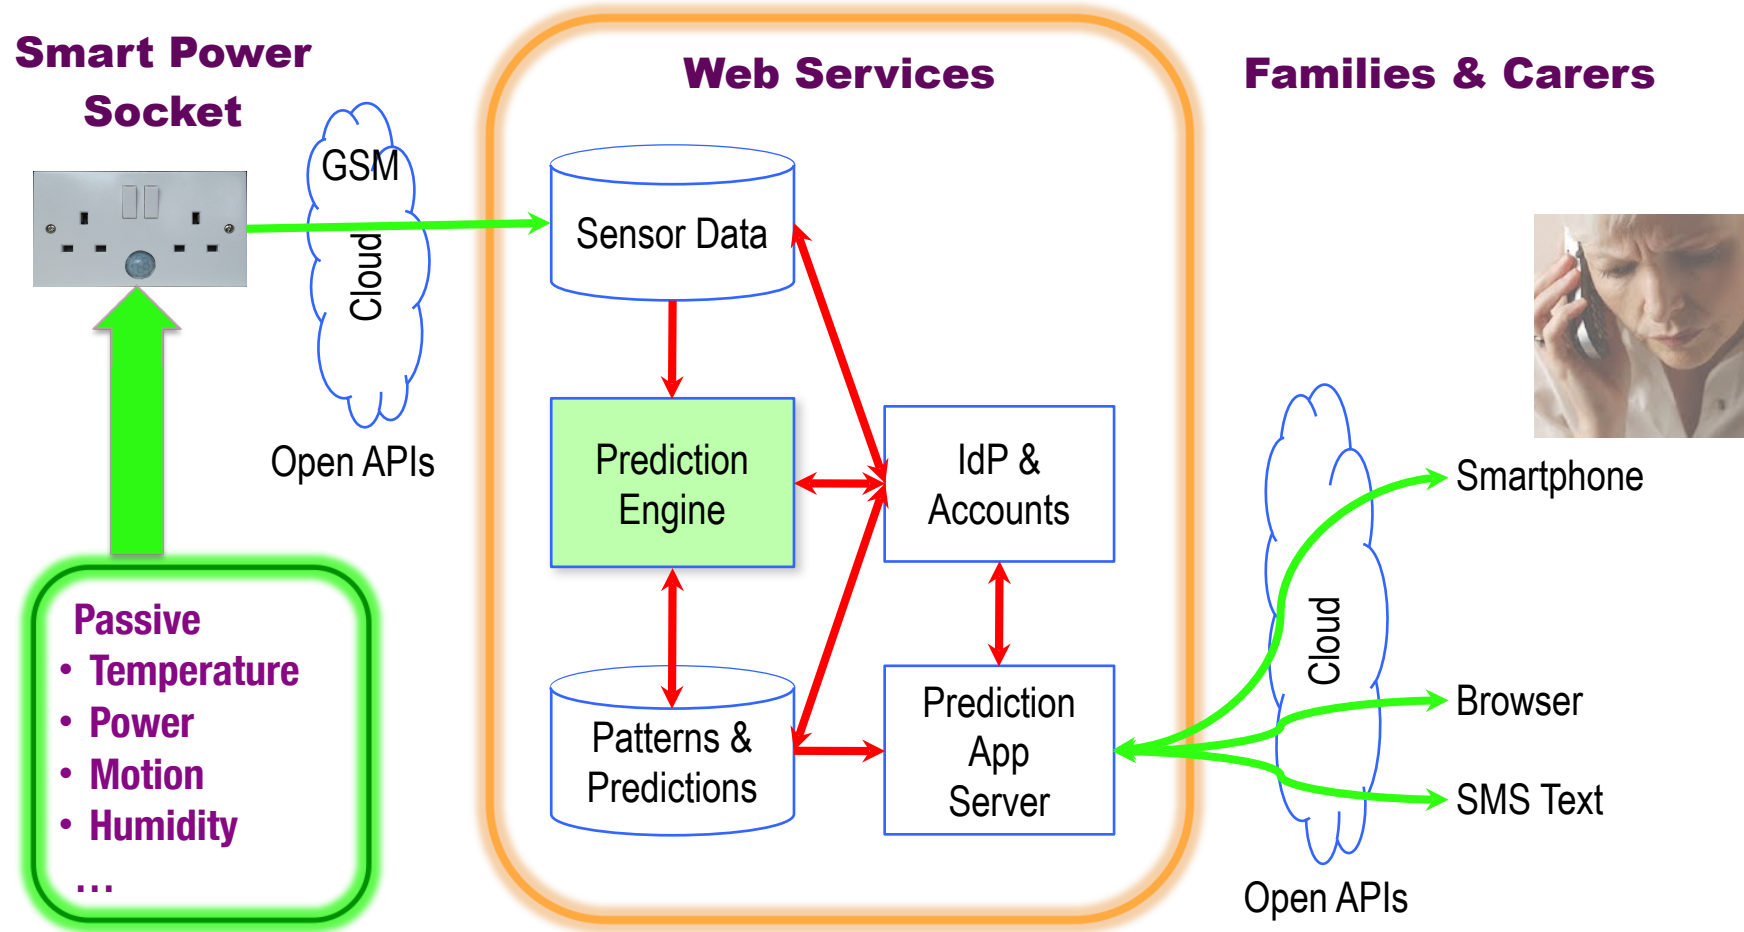 Smart Power
Socket
GSM
Cloud
Open APIs
Passive
• Temperature
• Power
• Motion
• Humidity
...
Web Services
Sensor Data
Prediction
Engine
IdP &
Accounts
Patterns &
Predictions
Prediction
App
Server
Families & Carers
Cloud
Smartphone
Browser
SMS Text
Open APIs